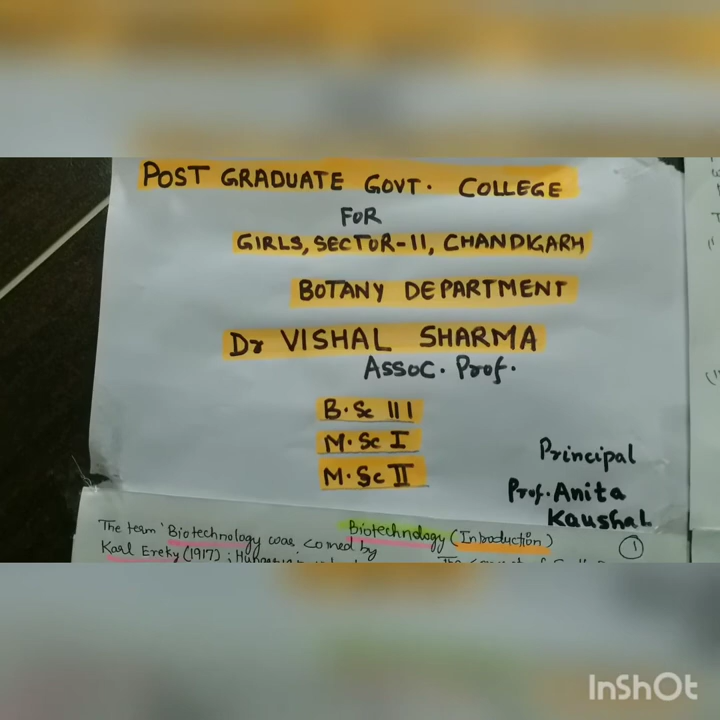 POST GRADUATE GOVT. COLLEGE
FOR
GIRLS, SECTOR-11, CHANDIGARH
BOTANY DEPARTMENT
Dr VISHAL SHARMA
ASSOC. Prof.
B.Sc III
M.Sc I
M.Sc II
Principal
Prof. Anita
Kaushal
Biotechnology (Introduction)
1
The term 'Biotechnology was coined by
Karl Ereky (1917);
InShOt